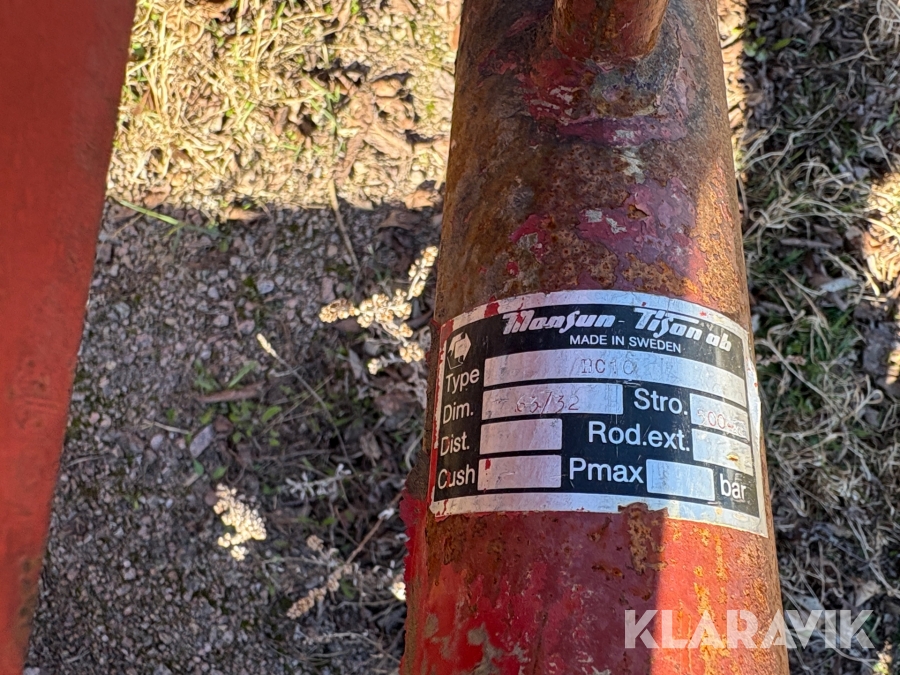 Monsun - Tison ab
MADE IN SWEDEN
Type
Dim. 63/32 Stro.
Dist. Rod.ext.
Cush Pmax bar
KLARAVIK